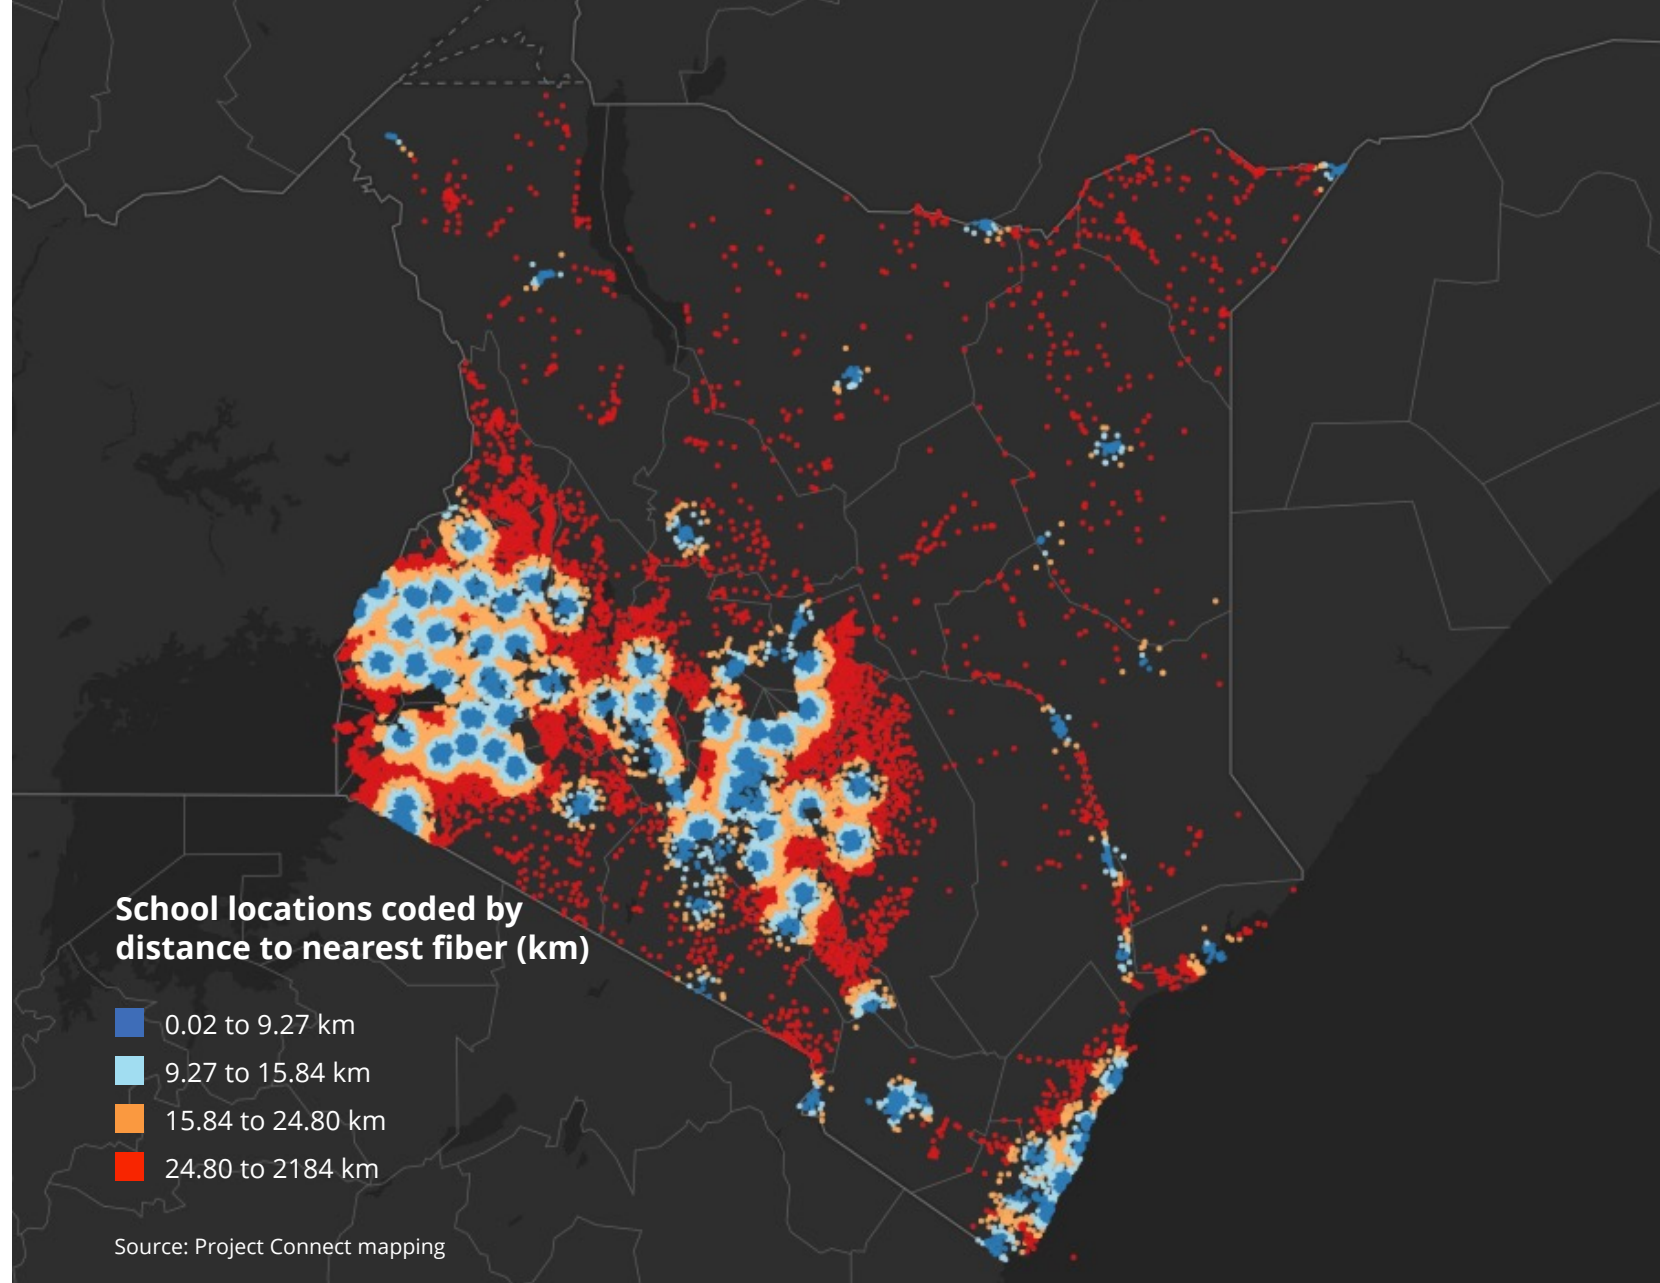 School locations coded by
distance to nearest fiber (km)
0.02 to 9.27 km
9.27 to 15.84 km
15.84 to 24.80 km
24.80 to 2184 km
Source: Project Connect mapping